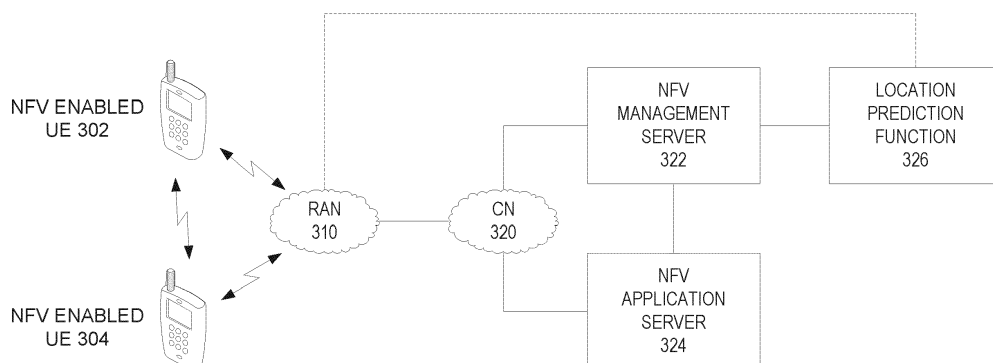 NFV ENABLED
UE 302
NFV
MANAGEMENT
SERVER
322
LOCATION
PREDICTION
FUNCTION
326
RAN
310
CN
320
NFV ENABLED
UE 304
NFV
APPLICATION
SERVER
324